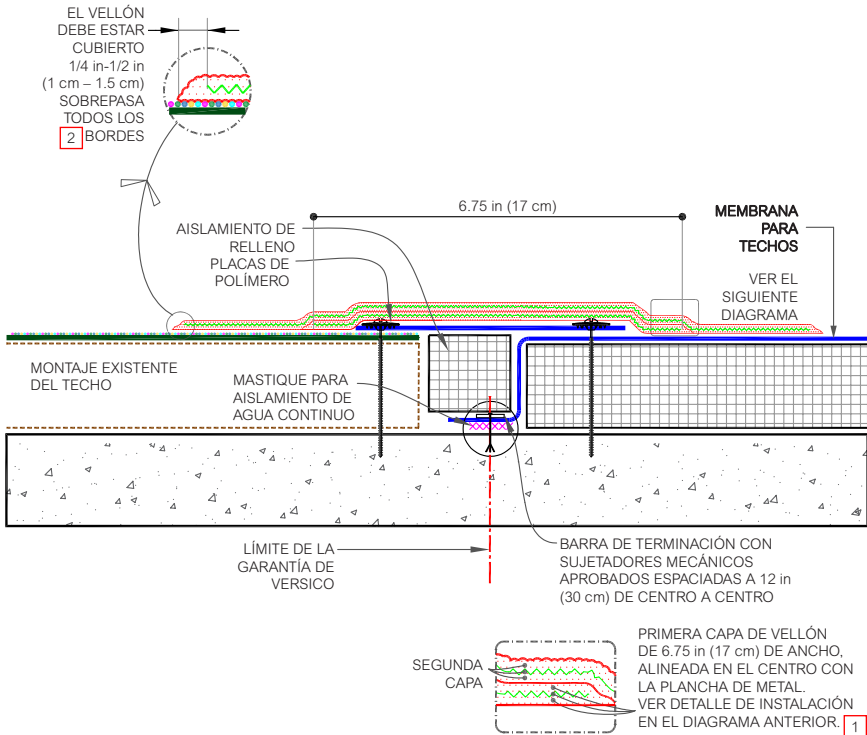 EL VELLÓN
DEBE ESTAR
CUBIERTO
1/4 in-1/2 in
(1 cm – 1.5 cm)
SOBREPASA
TODOS LOS
2 BORDES
6.75 in (17 cm)
AISLAMIENTO DE
RELLENO
PLACAS DE
POLÍMERO
MEMBRANA
PARA
TECHOS
VER EL
SIGUIENTE
DIAGRAMA
MONTAJE EXISTENTE
DEL TECHO
MASTIQUE PARA
AISLAMIENTO DE
AGUA CONTINUO
LÍMITE DE LA
GARANTÍA DE
VERSICO
BARRA DE TERMINACIÓN CON
SUJETADORES MECÁNICOS
APROBADOS ESPACIADAS A 12 in
(30 cm) DE CENTRO A CENTRO
SEGUNDA
CAPA
PRIMERA CAPA DE VELLÓN
DE 6.75 in (17 cm) DE ANCHO,
ALINEADA EN EL CENTRO CON
LA PLANCHA DE METAL.
VER DETALLE DE INSTALACIÓN
EN EL DIAGRAMA ANTERIOR. 1